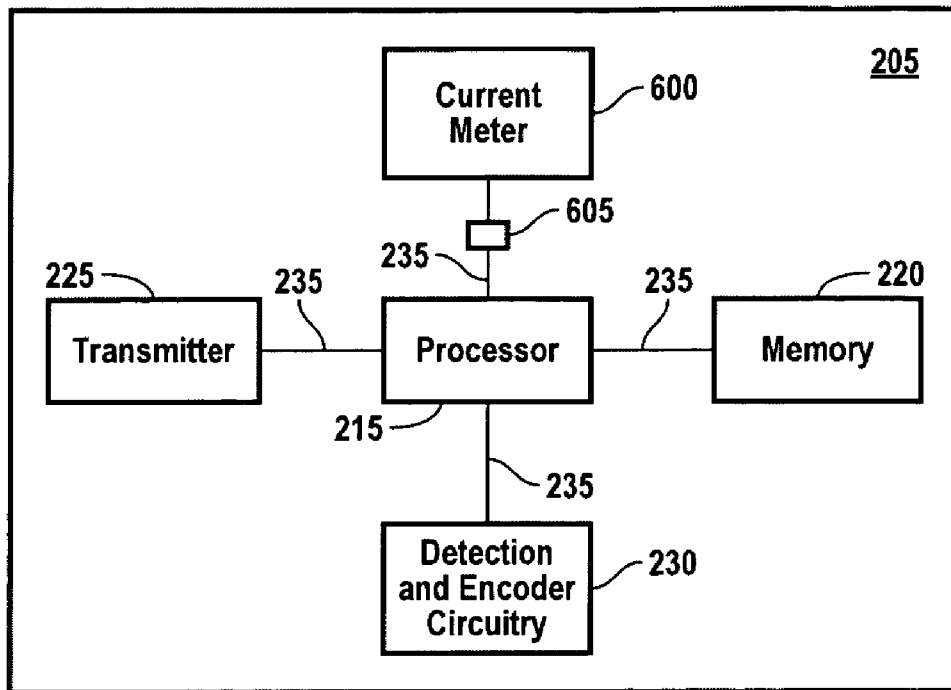 205
Current
Meter
600
605
235
225
235
235
220
Transmitter
Processor
Memory
215
235
Detection
and Encoder
Circuitry
230